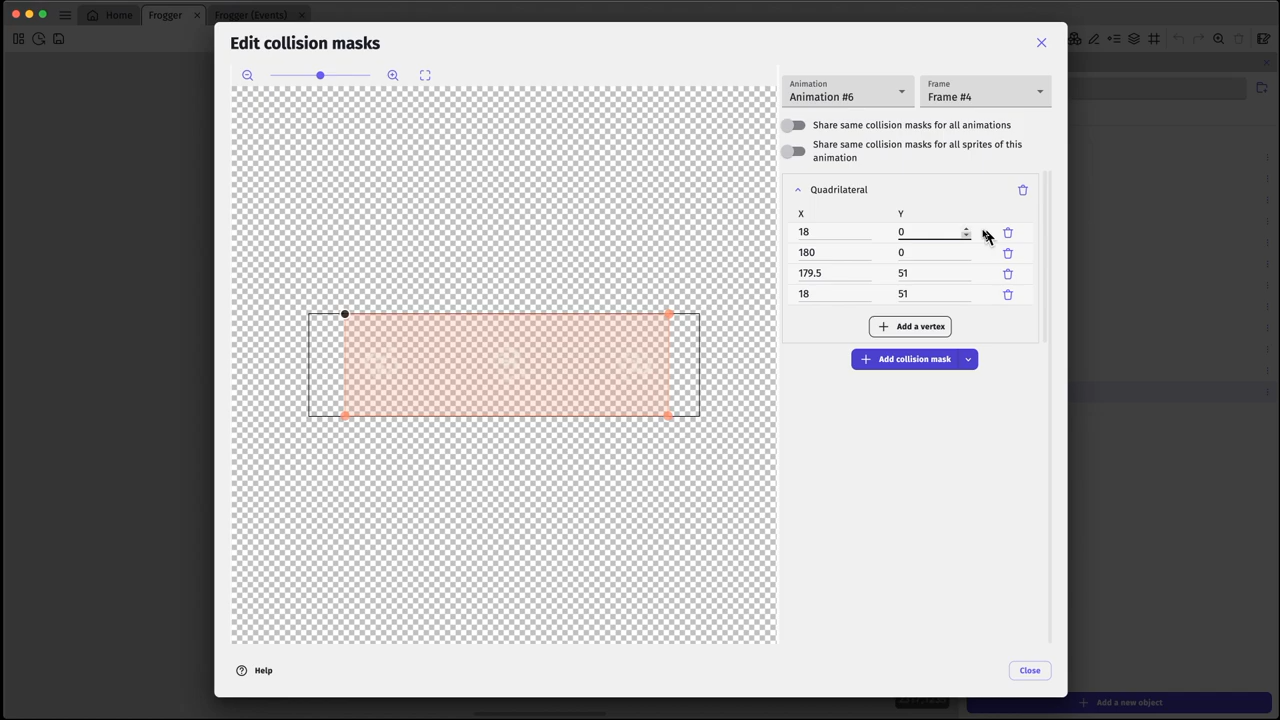 Home
Frogger
Frogger (Events)
Edit collision masks
Animation
Animation #6
Frame
Frame #4
Share same collision masks for all animations
Share same collision masks for all sprites of this
animation
Quadrilateral
X Y
18 0
180 0
179.5 51
18 51
Add a vertex
Add collision mask
Help
Close
Add a new object